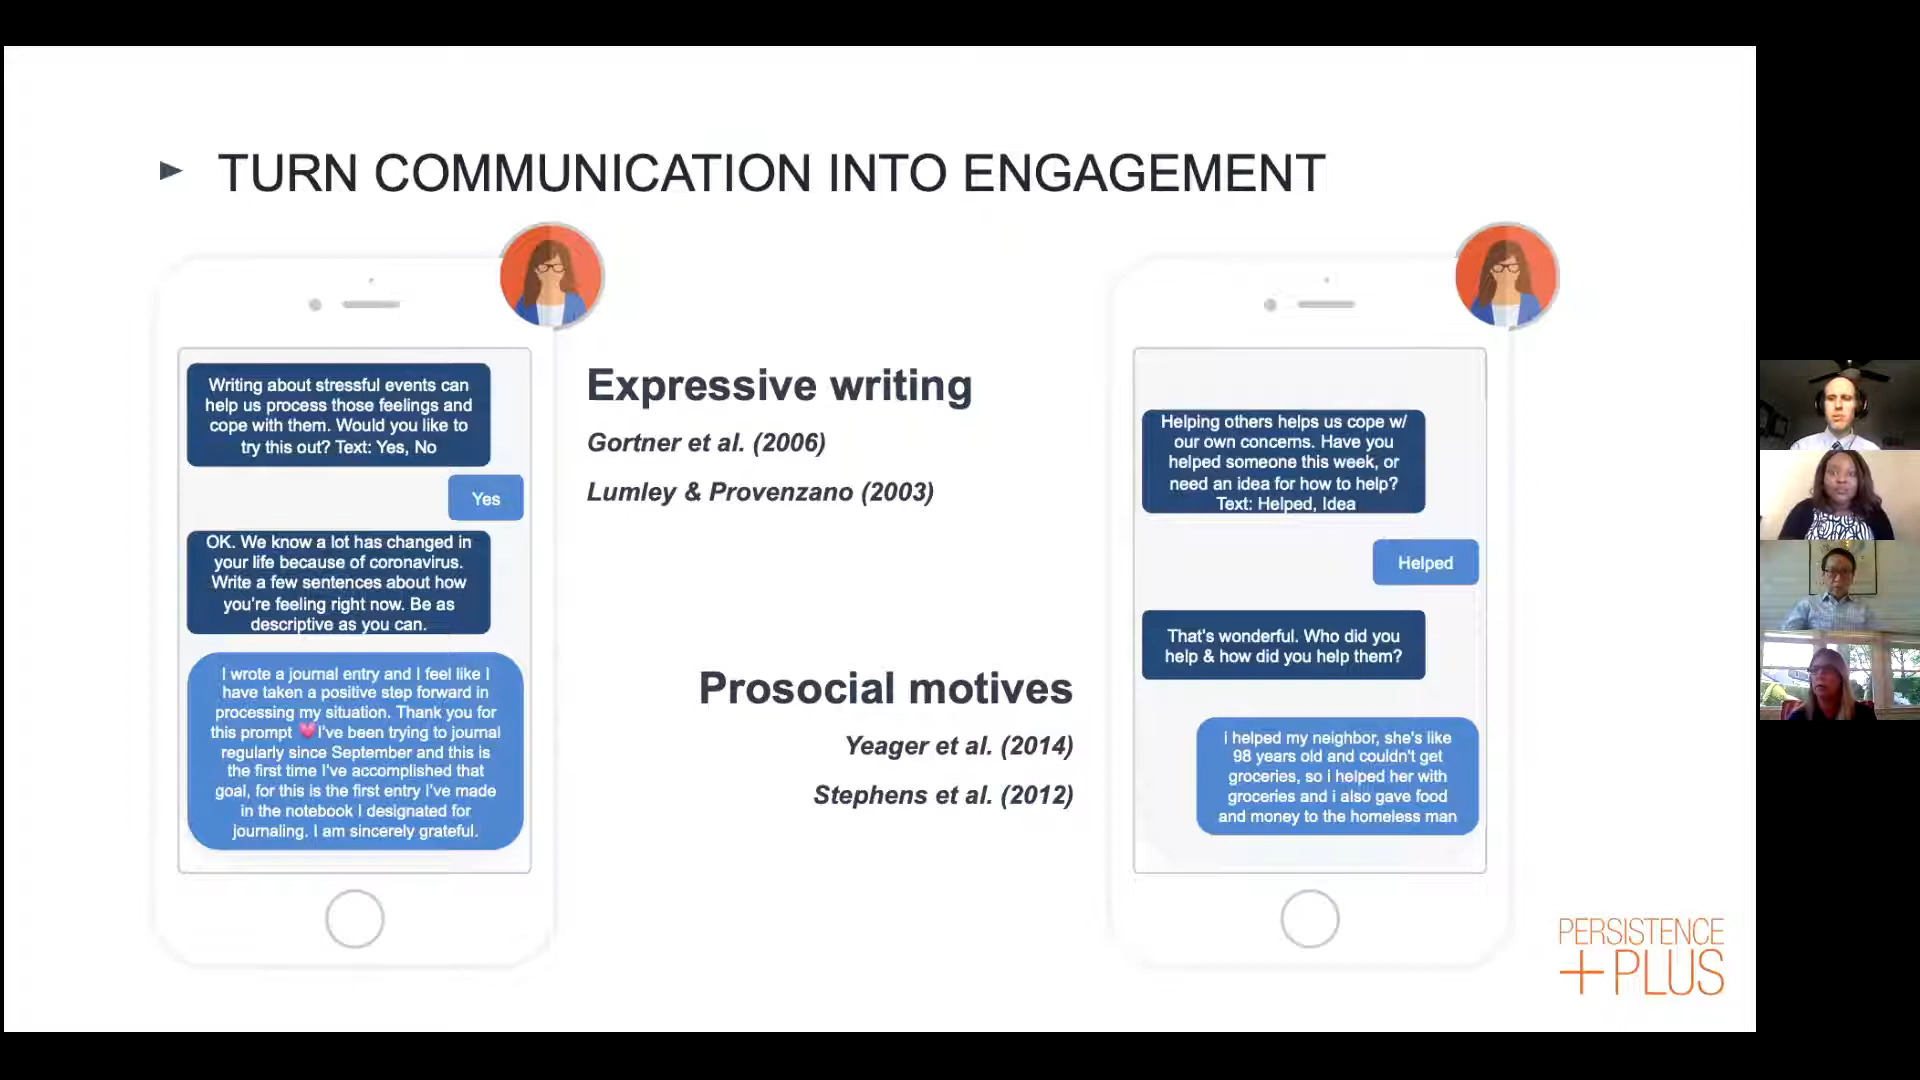 TURN COMMUNICATION INTO ENGAGEMENT
Writing about stressful events can
help us process those feelings and
cope with them. Would you like to
try this out? Text: Yes, No
Yes
OK. We know a lot has changed in
your life because of coronavirus.
Write a few sentences about how
you're feeling right now. Be as
descriptive as you can.
I wrote a journal entry and I feel like I
have taken a positive step forward in
processing my situation. Thank you for
this prompt 💗I've been trying to journal
regularly since September and this is
the first time I've accomplished that
goal, for this is the first entry I've made
in the notebook I designated for
journaling. I am sincerely grateful.
Expressive writing
Gortner et al. (2006)
Lumley & Provenzano (2003)
Prosocial motives
Yeager et al. (2014)
Stephens et al. (2012)
Helping others helps us cope w/
our own concerns. Have you
helped someone this week, or
need an idea for how to help?
Text: Helped, Idea
Helped
That's wonderful. Who did you
help & how did you help them?
i helped my neighbor, she's like
98 years old and couldn't get
groceries, so i helped her with
groceries and i also gave food
and money to the homeless man
PERSISTENCE
+PLUS